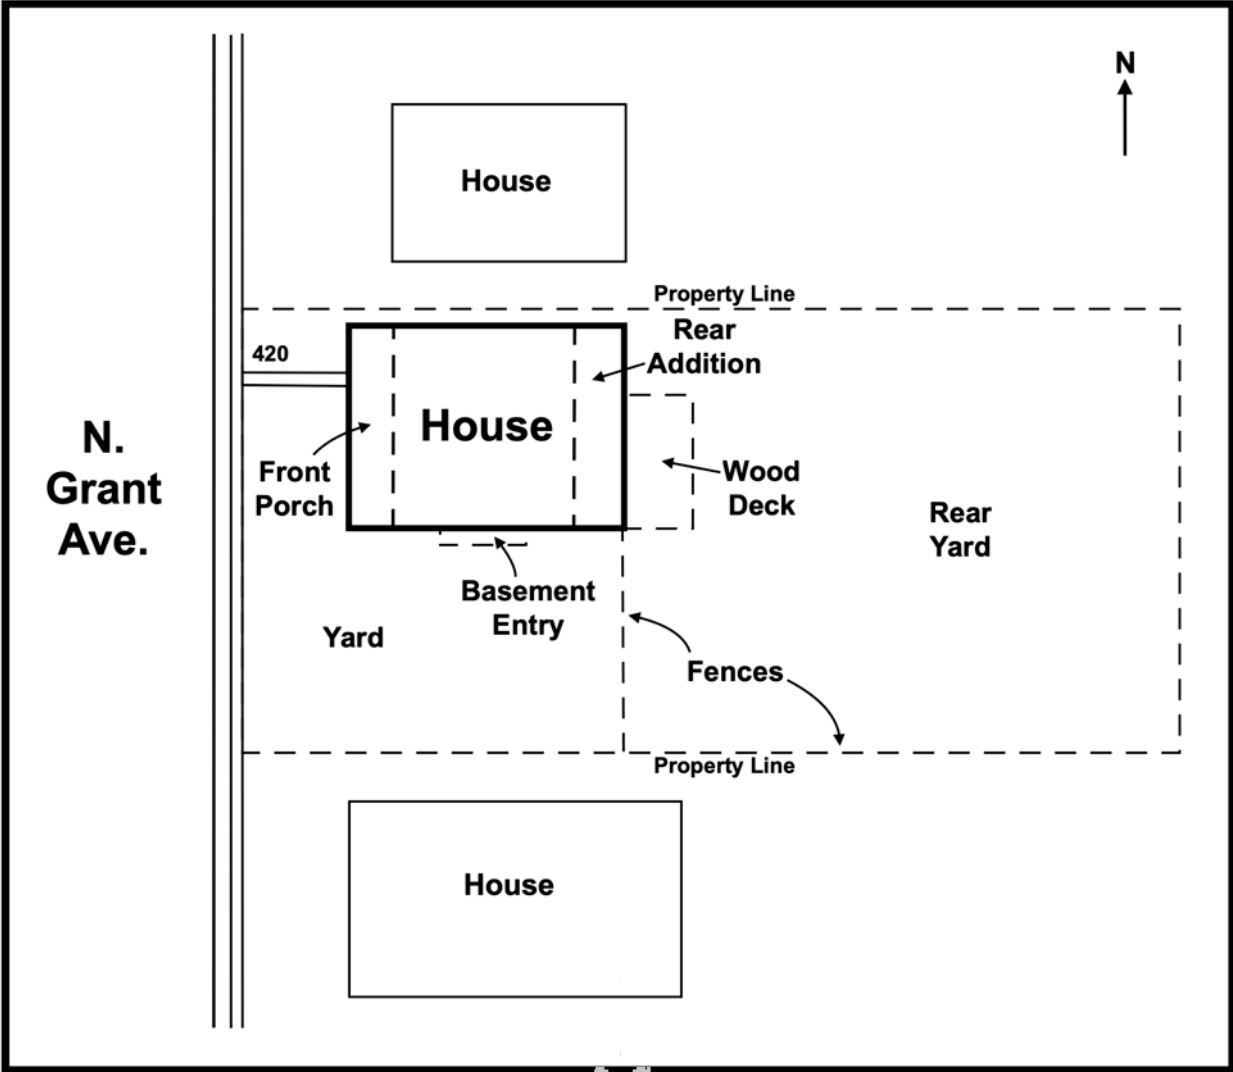 N
House
Property Line
Rear
Addition
420
House
N.
Grant
Ave.
Front
Porch
Wood
Deck
Rear
Yard
Basement
Entry
Yard
Fences
Property Line
House